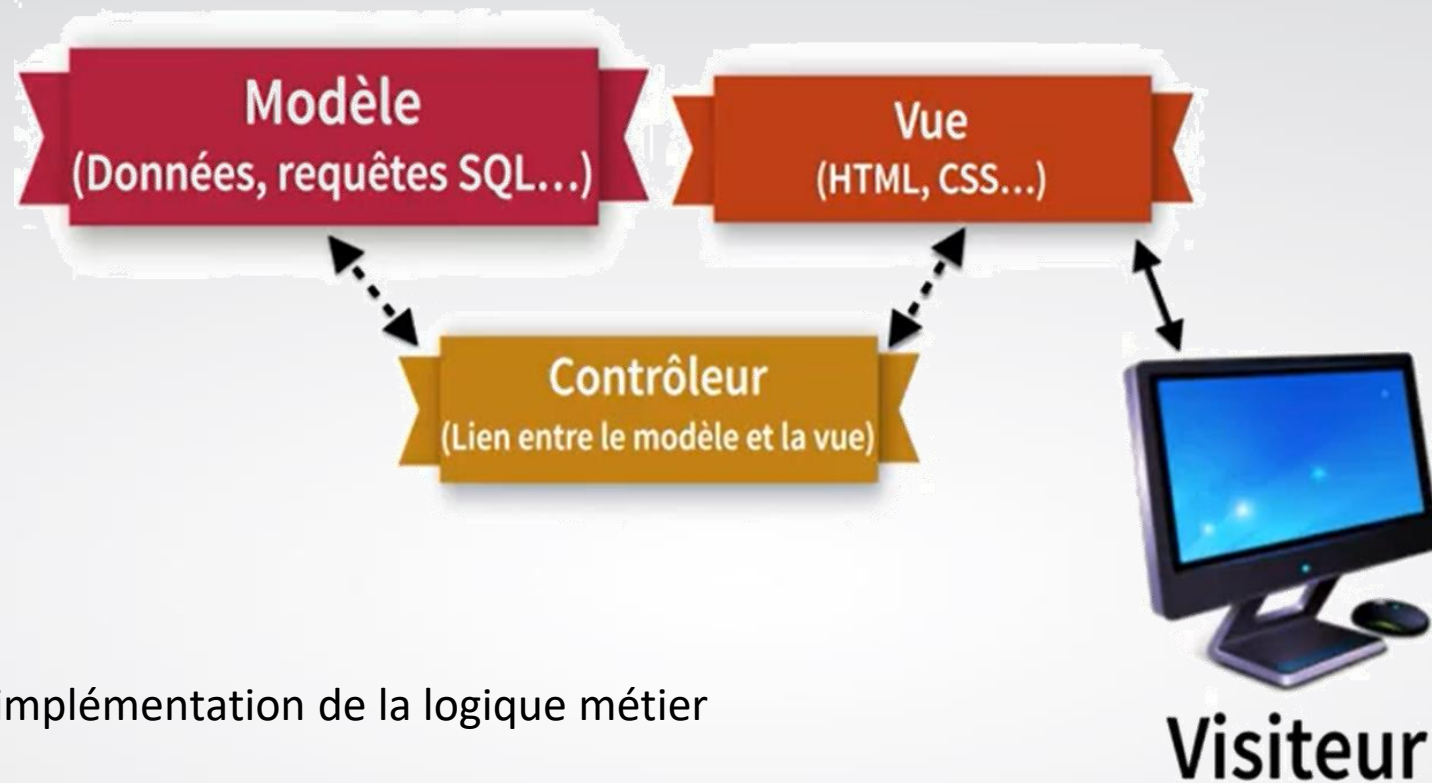 Modèle
(Données, requêtes SQL...)
Vue
(HTML, CSS...)
Contrôleur
(Lien entre le modèle et la vue)
implémentation de la logique métier
Visiteur